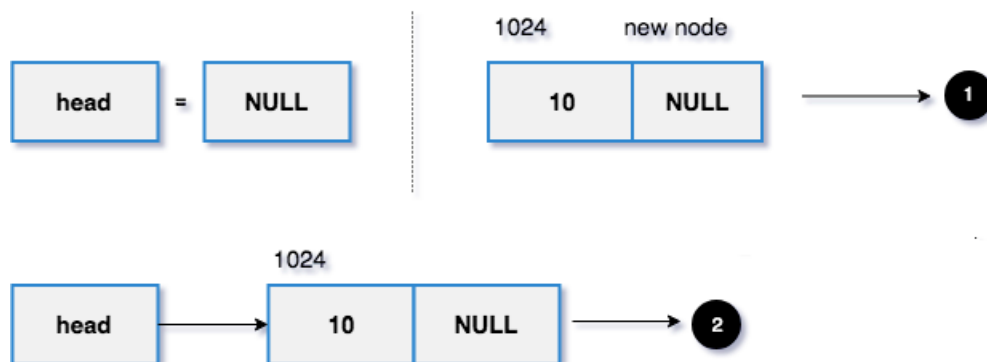 1024 new node
head = NULL 10 NULL 1
1024
head 10 NULL 2